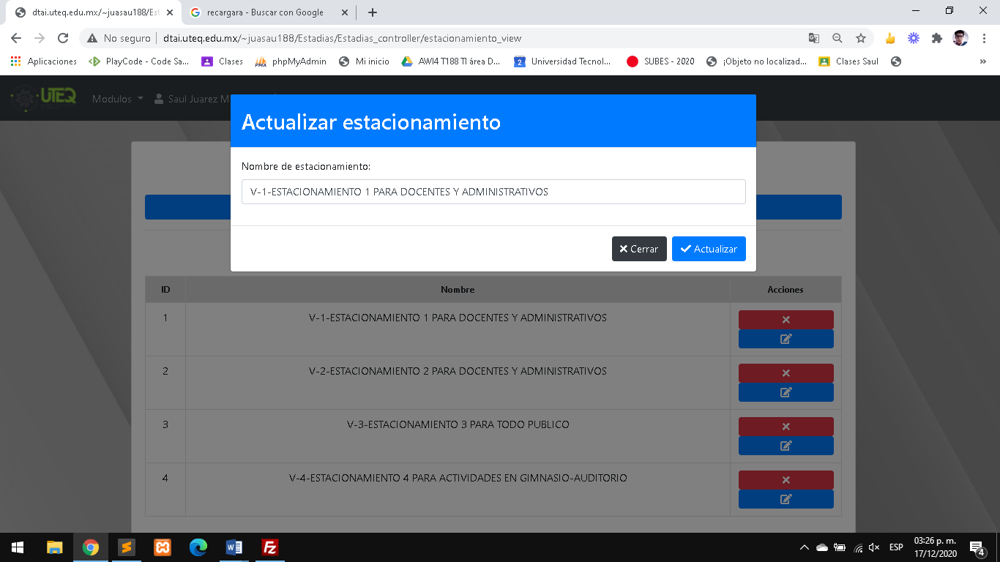 dtai.uteq.edu.mx/~juasau188/Est
recargara - Buscar con Google
No seguro
dtai.uteq.edu.mx/~juasau188/Estadias/Estadias_controller/estacionamiento_view
Aplicaciones
PlayCode - Code Sa...
Clases
phpMyAdmin
Mi inicio
AWI4 T188 TI área D...
Universidad Tecnol...
SUBES - 2020
¡Objeto no localizad...
Clases Saul
UTEQ
Modulos
Saul Juarez M
Actualizar estacionamiento
Nombre de estacionamiento:
V-1-ESTACIONAMIENTO 1 PARA DOCENTES Y ADMINISTRATIVOS
Cerrar
Actualizar
ID Nombre Acciones
1 V-1-ESTACIONAMIENTO 1 PARA DOCENTES Y ADMINISTRATIVOS
2 V-2-ESTACIONAMIENTO 2 PARA DOCENTES Y ADMINISTRATIVOS
3 V-3-ESTACIONAMIENTO 3 PARA TODO PUBLICO
4 V-4-ESTACIONAMIENTO 4 PARA ACTIVIDADES EN GIMNASIO-AUDITORIO
ESP
03:26 p. m.
17/12/2020
4